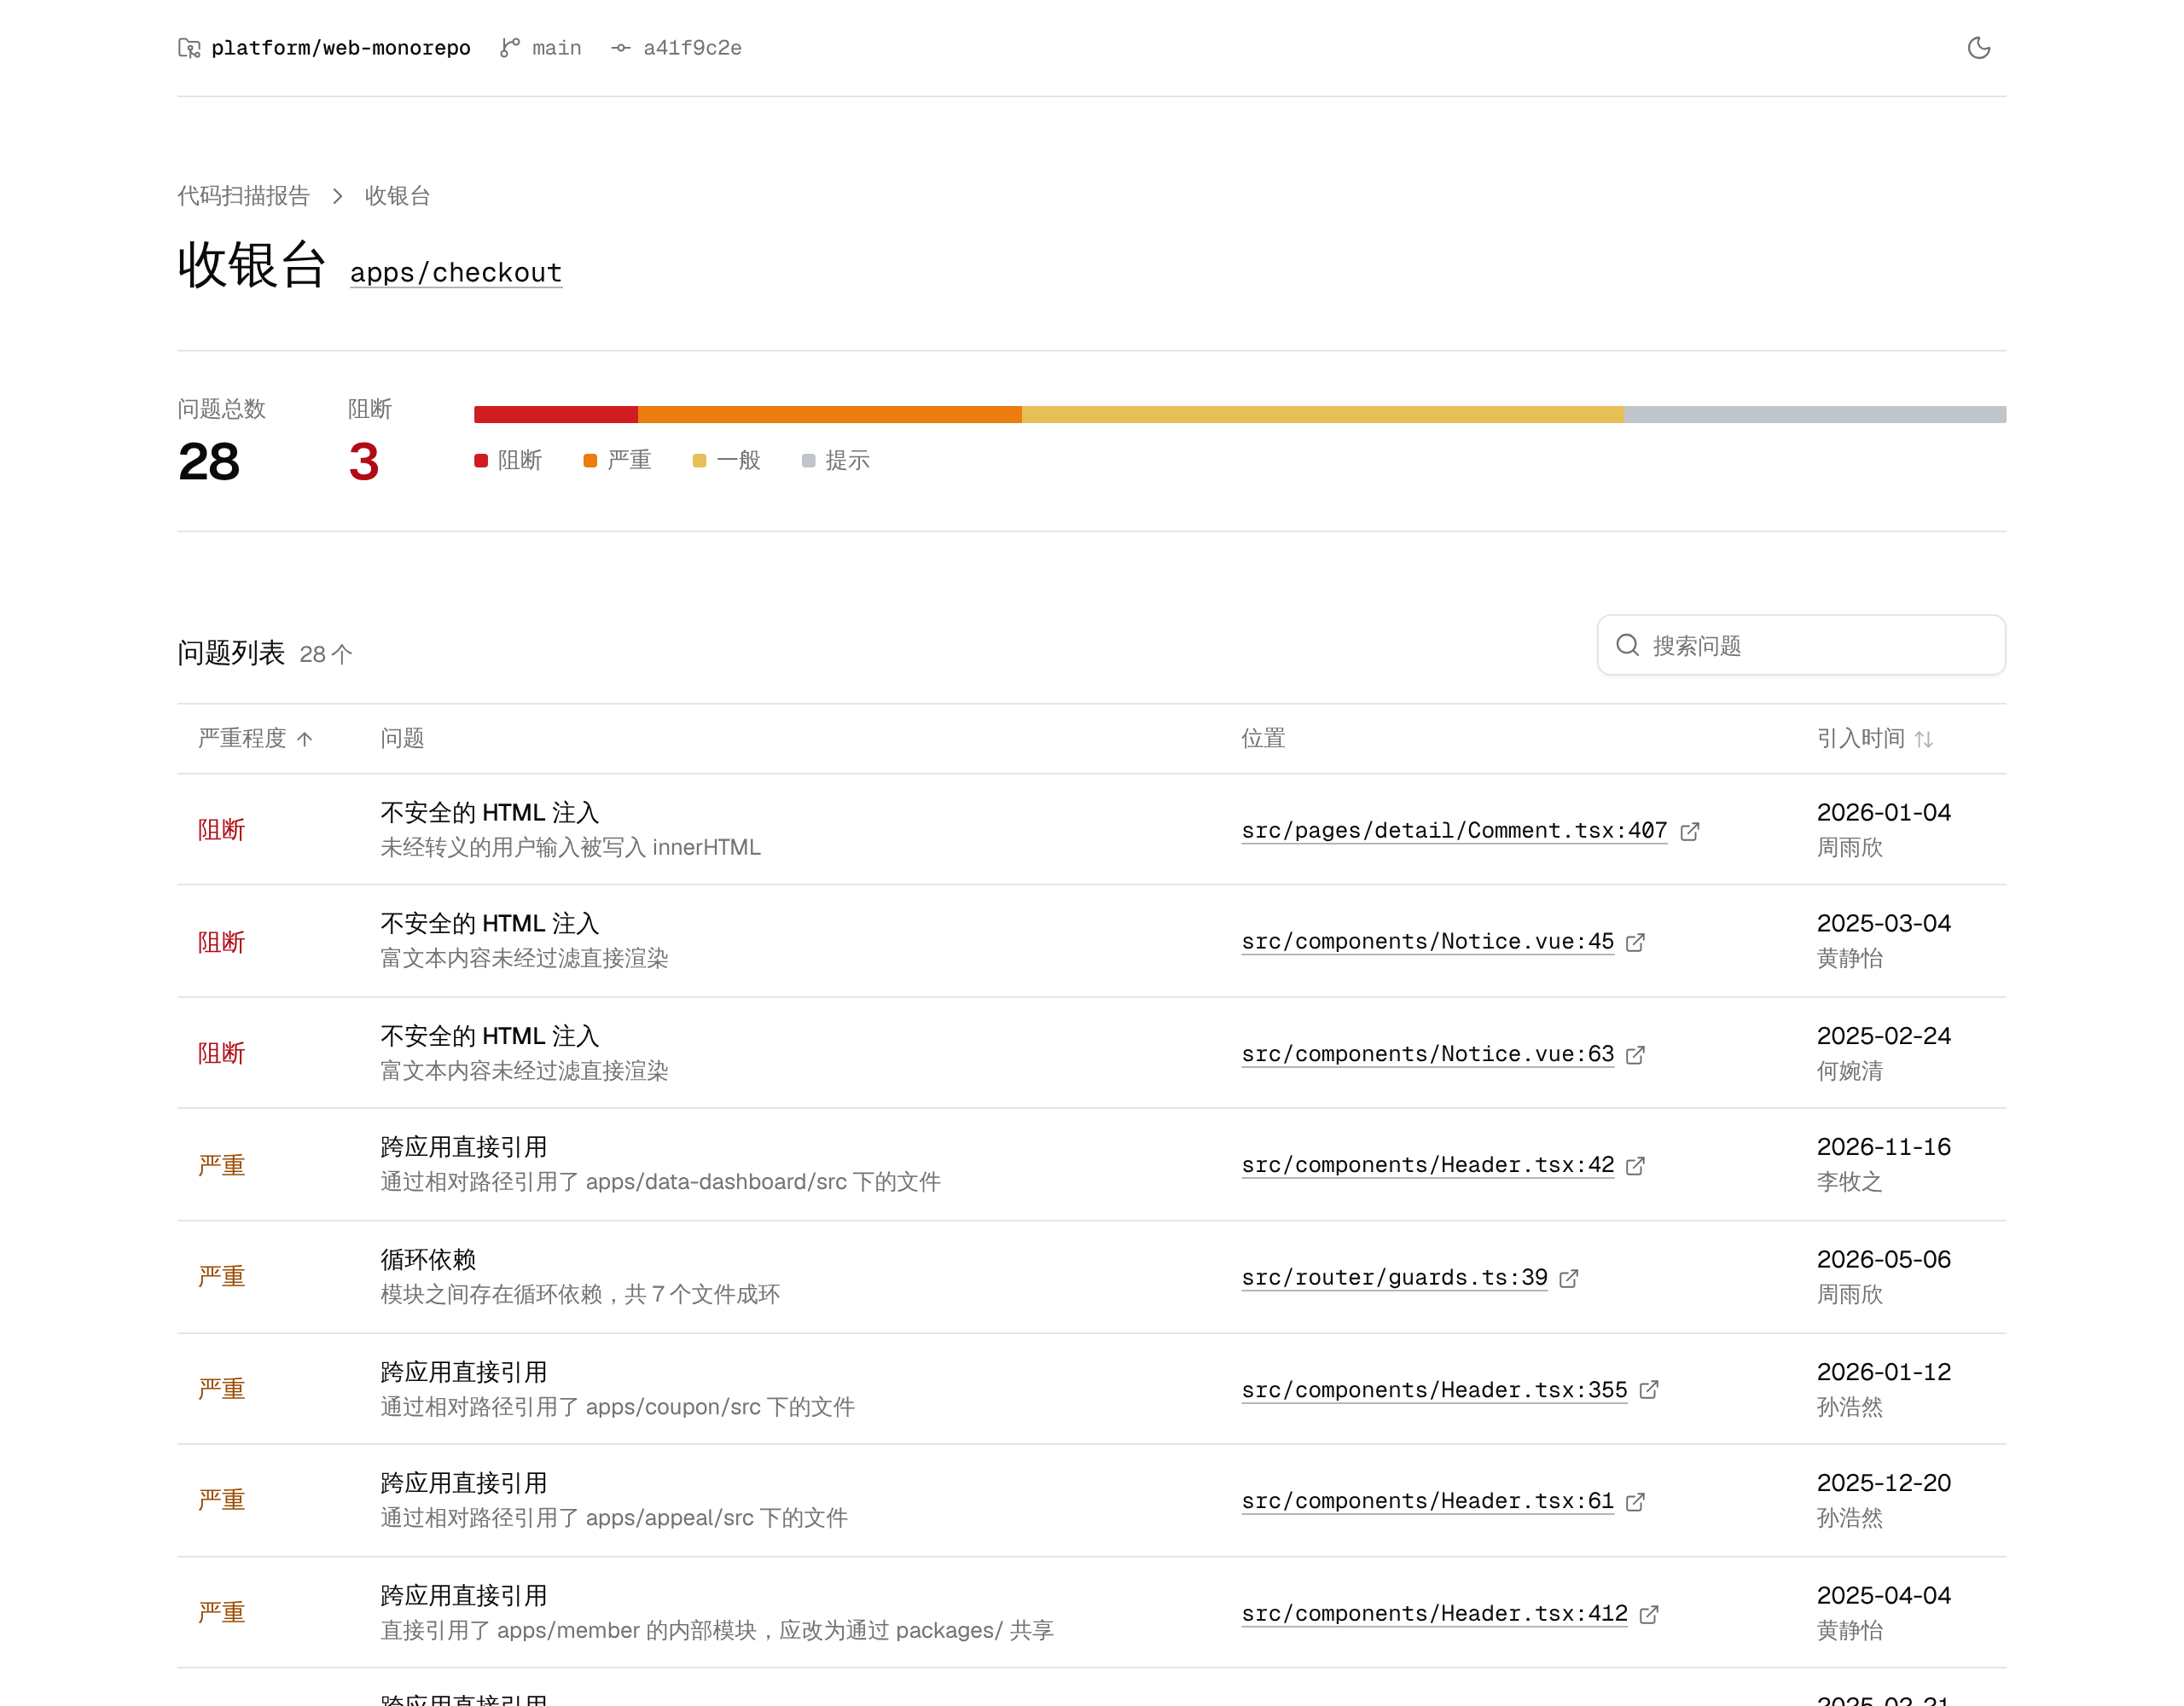 platform/web-monorepo main a41f9c2e
代码扫描报告 收银台
收银台 apps/checkout
问题总数 阻断
28 3
阻断 严重 一般 提示
问题列表 28 个
搜索问题
严重程度 问题 位置 引入时间
阻断
不安全的 HTML 注入
未经转义的用户输入被写入 innerHTML
src/pages/detail/Comment.tsx:407
2026-01-04
周雨欣
阻断
不安全的 HTML 注入
富文本内容未经过滤直接渲染
src/components/Notice.vue:45
2025-03-04
黄静怡
阻断
不安全的 HTML 注入
富文本内容未经过滤直接渲染
src/components/Notice.vue:63
2025-02-24
何婉清
严重
跨应用直接引用
通过相对路径引用了 apps/data-dashboard/src 下的文件
src/components/Header.tsx:42
2026-11-16
李牧之
严重
循环依赖
模块之间存在循环依赖，共 7 个文件成环
src/router/guards.ts:39
2026-05-06
周雨欣
严重
跨应用直接引用
通过相对路径引用了 apps/coupon/src 下的文件
src/components/Header.tsx:355
2026-01-12
孙浩然
严重
跨应用直接引用
通过相对路径引用了 apps/appeal/src 下的文件
src/components/Header.tsx:61
2025-12-20
孙浩然
严重
跨应用直接引用
直接引用了 apps/member 的内部模块，应改为通过 packages/ 共享
src/components/Header.tsx:412
2025-04-04
黄静怡
跨应用直接引用